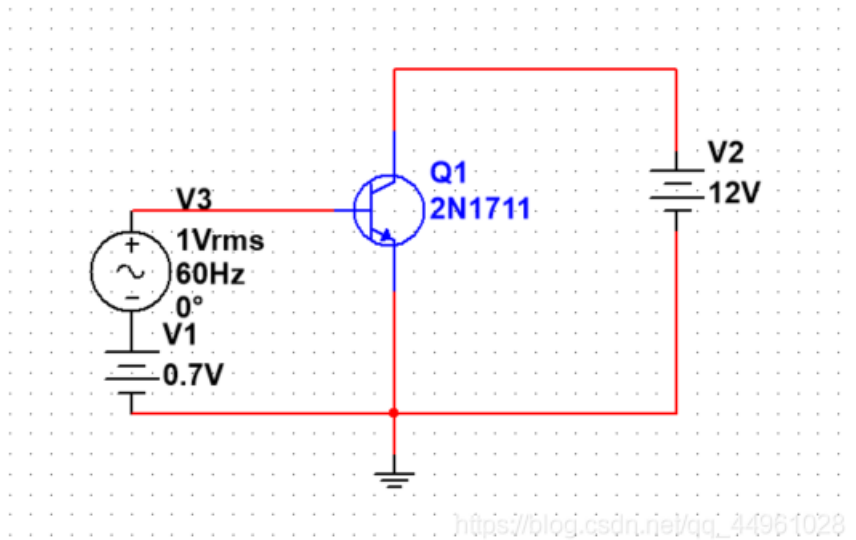 V3
1Vrms
60Hz
0°
V1
0.7V
Q1
2N1711
V2
12V
https://blog.csdn.net/qq_44961028